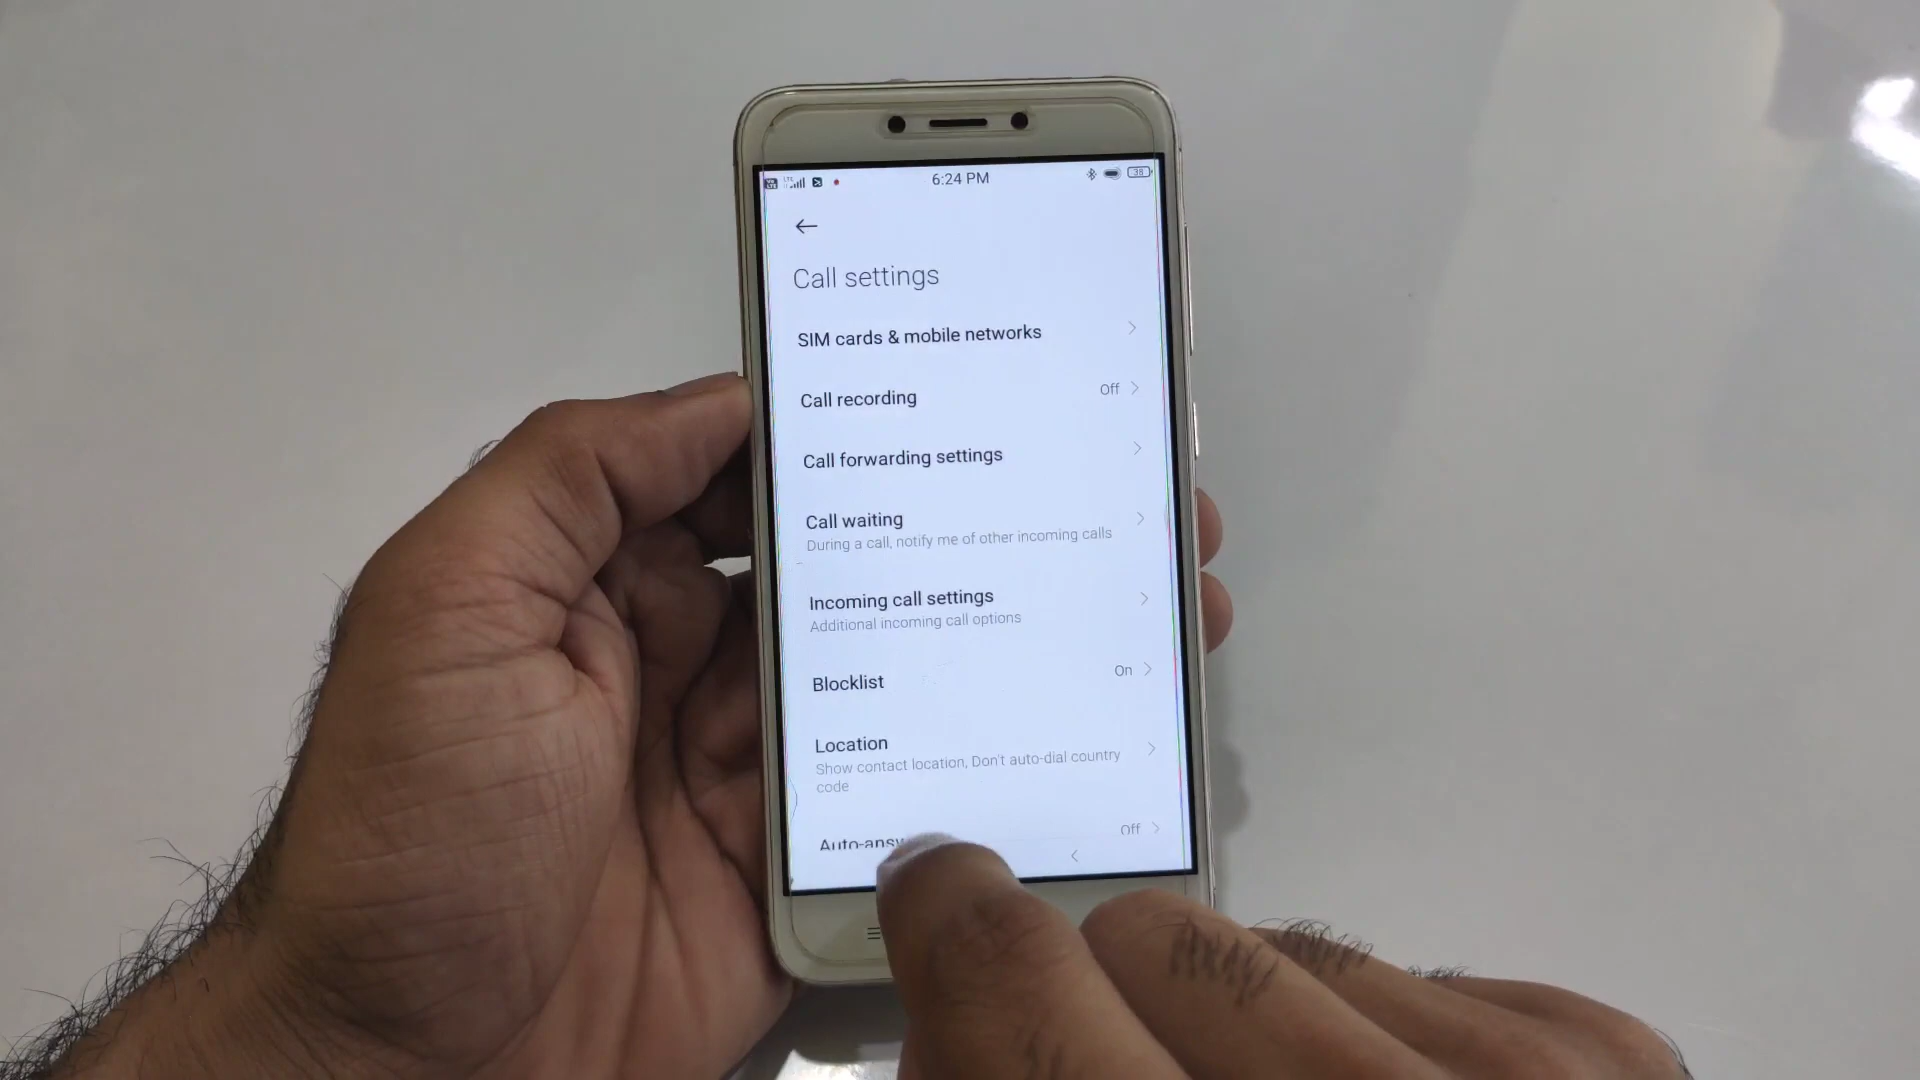 6:24 PM
38
Call settings
SIM cards & mobile networks
Call recording
Off
Call forwarding settings
Call waiting
During a call, notify me of other incoming calls
Incoming call settings
Additional incoming call options
Blocklist
On
Location
Show contact location, Don't auto-dial country
code
Off